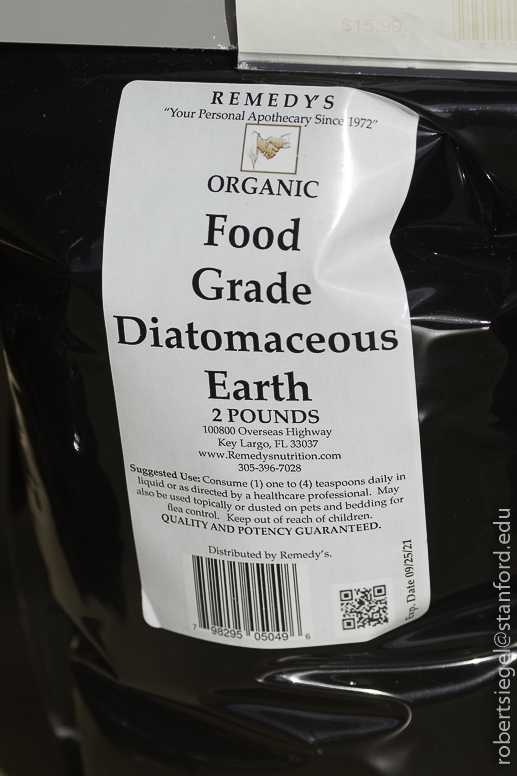 $15.99
REMEDY'S
"Your Personal Apothecary Since 1972"
ORGANIC
Food
Grade
Diatomaceous
Earth
2 POUNDS
100800 Overseas Highway
Key Largo, FL 33037
www.Remedysnutrition.com
305-396-7028
Suggested Use: Consume (1) one to (4) teaspoons daily in
liquid or as directed by a healthcare professional. May
also be used topically or dusted on pets and bedding for
flea control. Keep out of reach of children.
QUALITY AND POTENCY GUARANTEED.
Distributed by Remedy's.
7 98295 05049 6
Exp. Date 09/25/21
robertsiegel@stanford.edu